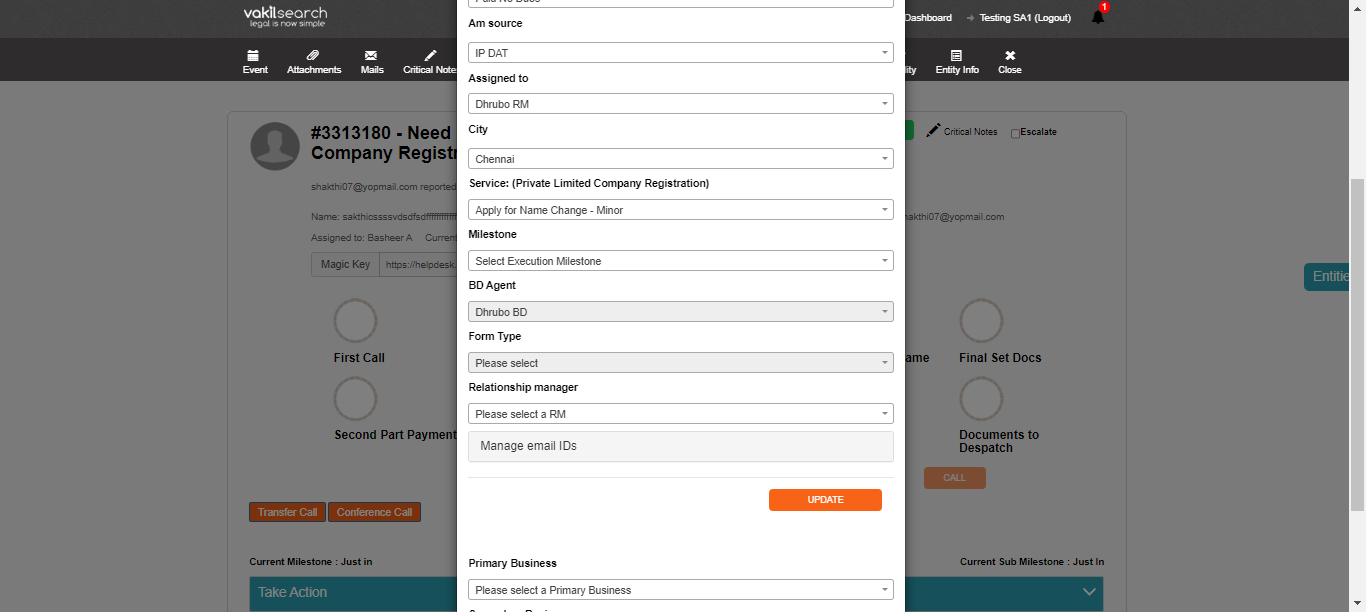 vakilsearch
legal is now simple
Dashboard
Testing SA1 (Logout)
1
Event
Attachments
Mails
Critical Note
Entity Info
Close
Am source
IP DAT
Assigned to
Dhrubo RM
City
Chennai
Service: (Private Limited Company Registration)
Apply for Name Change - Minor
Milestone
Select Execution Milestone
BD Agent
Dhrubo BD
Form Type
Please select
Relationship manager
Please select a RM
Manage email IDs
UPDATE
Primary Business
Please select a Primary Business
#3313180 - Need
Company Registr
shakthi07@yopmail.com reported
Name: sakthicssssvdsdfsdfffffffffff
Assigned to: Basheer A Current
Magic Key https://helpdesk.
Critical Notes
Escalate
hakthi07@yopmail.com
Entitie
First Call
ame
Final Set Docs
Second Part Payment
Documents to
Despatch
CALL
Transfer Call
Conference Call
Current Milestone : Just in
Current Sub Milestone : Just In
Take Action